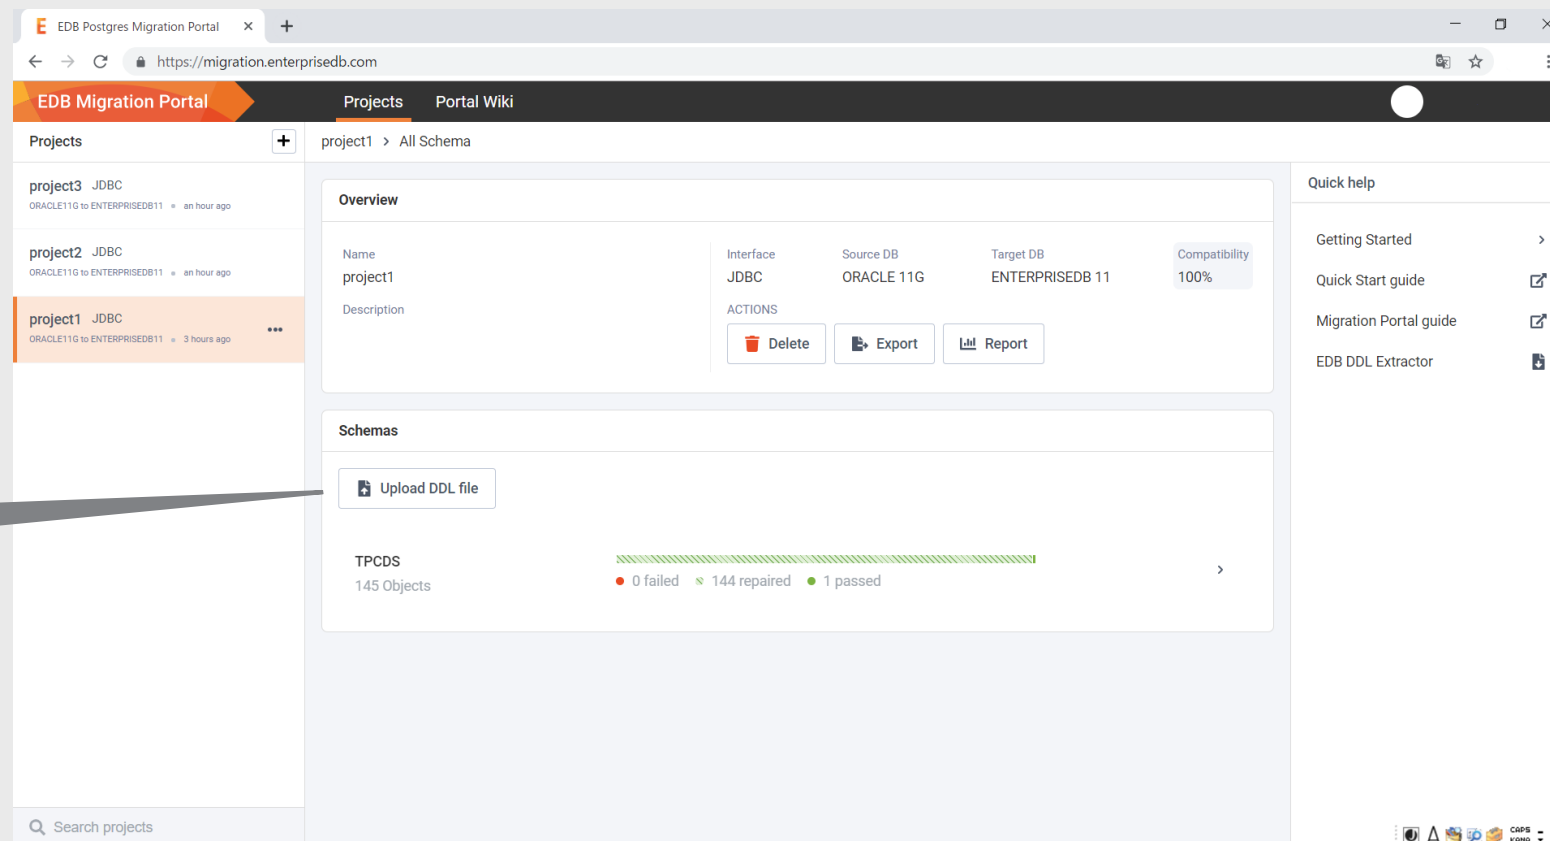 EDB Postgres Migration Portal
https://migration.enterprisedb.com
EDB Migration Portal
Projects
Portal Wiki
Projects
project1 > All Schema
project3 JDBC
ORACLE11G to ENTERPRISEDB11 • an hour ago
project2 JDBC
ORACLE11G to ENTERPRISEDB11 • an hour ago
project1 JDBC
ORACLE11G to ENTERPRISEDB11 • 3 hours ago
Search projects
Overview
Name
project1
Description
Interface
JDBC
Source DB
ORACLE 11G
Target DB
ENTERPRISEDB 11
Compatibility
100%
ACTIONS
Delete
Export
Report
Schemas
Upload DDL file
TPCDS
145 Objects
0 failed
144 repaired
1 passed
Quick help
Getting Started
Quick Start guide
Migration Portal guide
EDB DDL Extractor
CAPS
KANA